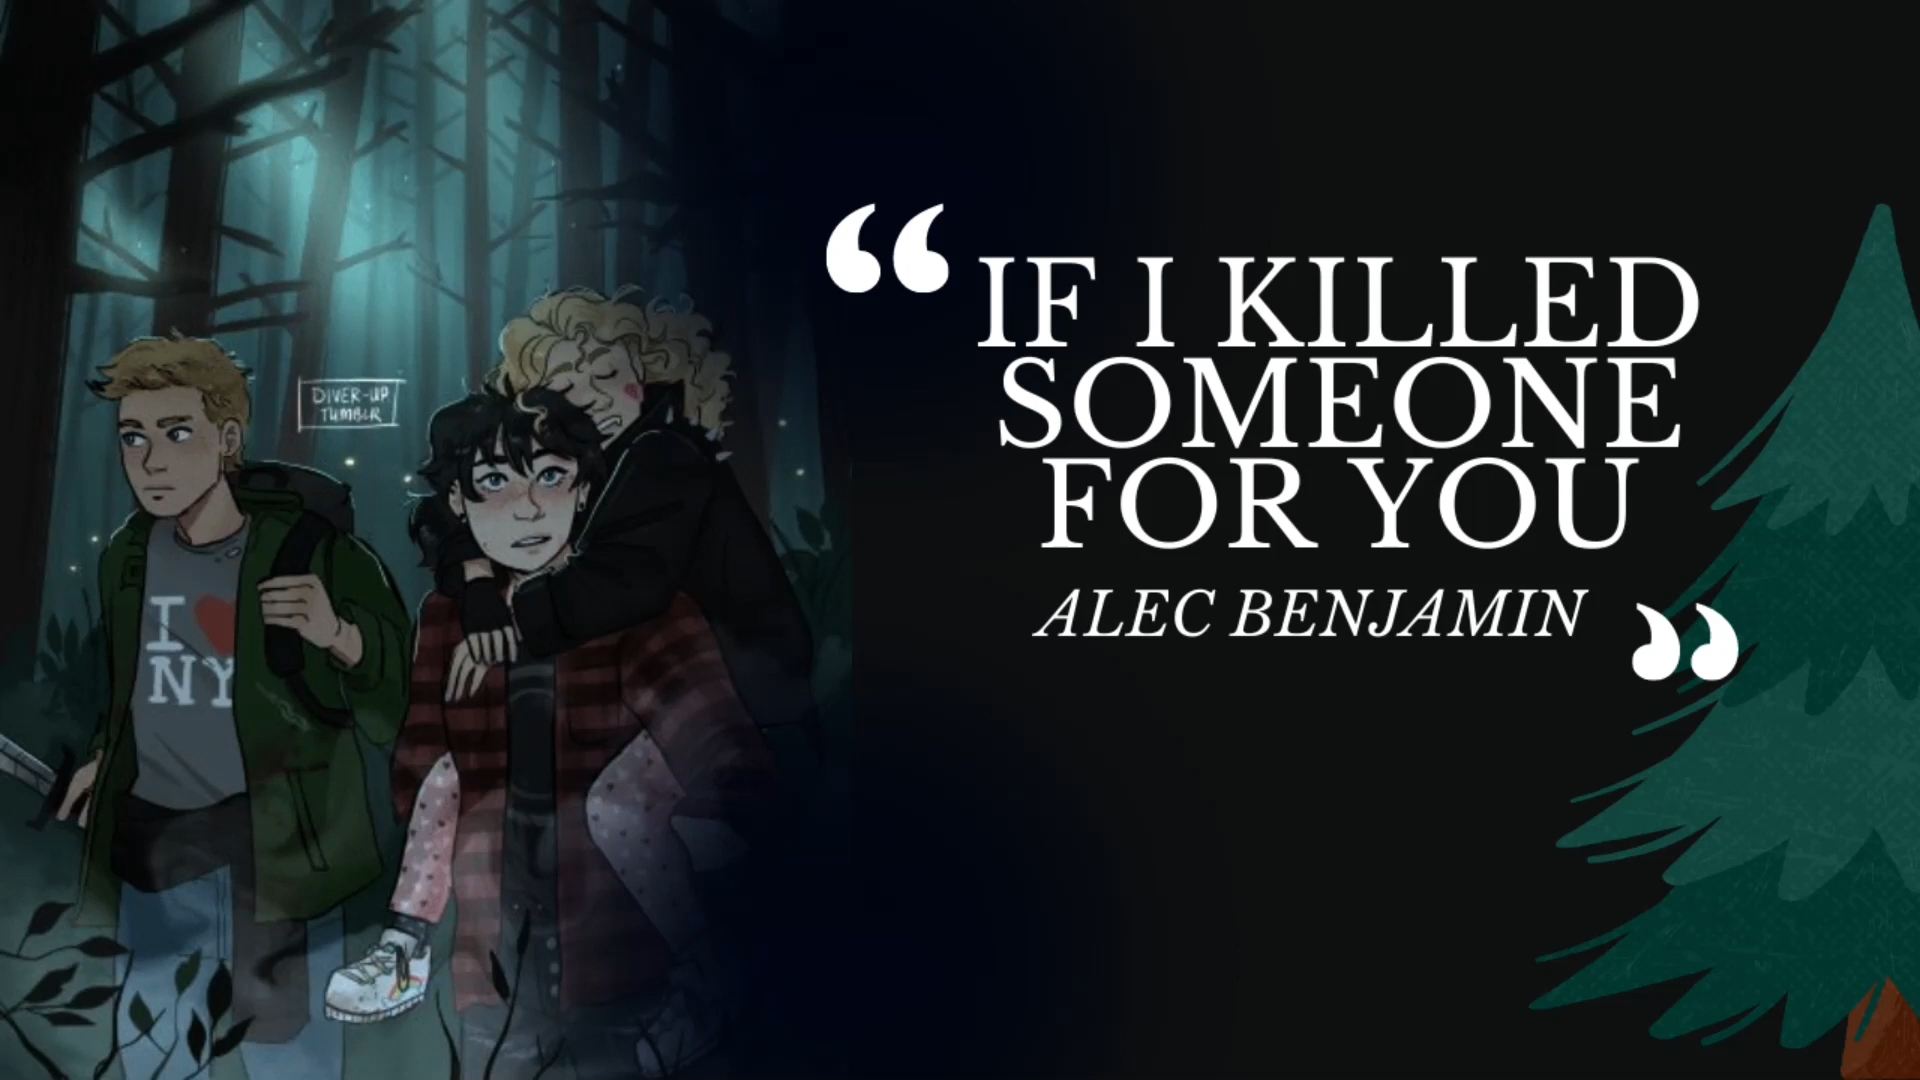 “ IF I KILLED
SOMEONE
FOR YOU
ALEC BENJAMIN ”
DIVER-UP
TUMBLR
I ♥
NY